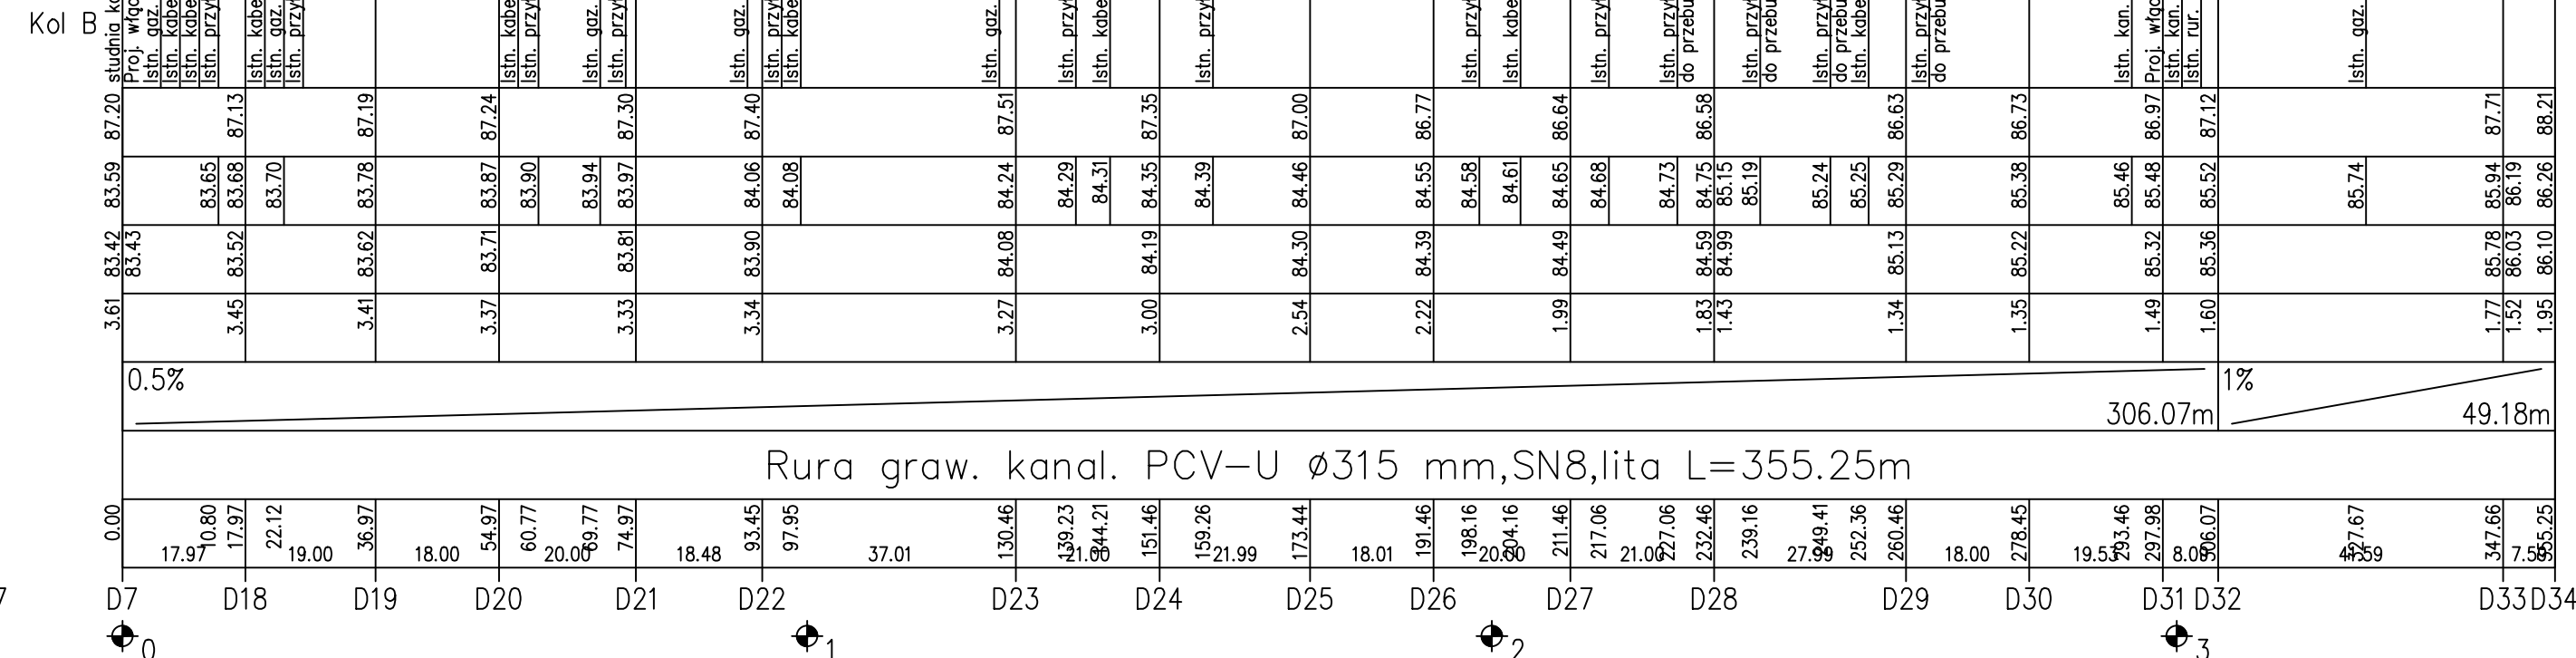 Kol B
studnia
Proj.
Istn. gaz.
Istn. kabe
Istn. kabe
Istn. przył
Istn. kabe
Istn. gaz.
Istn. przył
Istn. kabe
Istn. przył
Istn. gaz.
Istn. przył
Istn. gaz.
Istn. przył
Istn. kabe
Istn. gaz.
Istn. przył
Istn. kabe
Istn. przył
Istn. przył
Istn. kabe
Istn. przył
Istn. przył
do przebu
Istn. przył
do przebu
Istn. przył
do przebu
Istn. kabe
Istn. przył
do przebu
Istn. kan.
Proj. włąc
Istn. kan.
Istn. rur.
Istn. gaz.
87.20 87.13 87.19 87.24 87.30 87.40 87.51 87.35 87.00 86.77 86.64 86.58 86.63 86.73 86.97 87.12 87.71 88.21
83.59 83.65 83.68 83.70 83.78 83.87 83.90 83.94 83.97 84.06 84.08 84.24 84.29 84.31 84.35 84.39 84.46 84.55 84.58 84.61 84.65 84.68 84.73 84.75 85.15 85.19 85.24 85.25 85.29 85.38 85.46 85.48 85.52 85.74 85.94 86.19 86.26
83.42 83.43 83.52 83.62 83.71 83.81 83.90 84.08 84.19 84.30 84.39 84.49 84.59 84.99 85.13 85.22 85.32 85.36 85.78 86.03 86.10
3.61 3.45 3.41 3.37 3.33 3.34 3.27 3.00 2.54 2.22 1.99 1.83 1.43 1.34 1.35 1.49 1.60 1.77 1.52 1.95
0.5% 1%
306.07m 49.18m
Rura graw. kanal. PCV-U Ø315 mm,SN8,lita L=355.25m
0.00 10.80 17.97 22.12 36.97 54.97 60.77 69.77 74.97 93.45 97.95 130.46 139.23 144.21 151.46 159.26 173.44 191.46 198.16 204.16 211.46 217.06 227.06 232.46 239.16 249.41 252.36 260.46 278.45 293.46 297.98 306.07 327.67 347.66 355.25
17.97 19.00 18.00 20.00 18.48 37.01 21.00 21.99 18.01 20.00 21.00 27.99 18.00 19.53 8.09 41.59 7.59
D7 D18 D19 D20 D21 D22 D23 D24 D25 D26 D27 D28 D29 D30 D31 D32 D33 D34
0 1 2 3